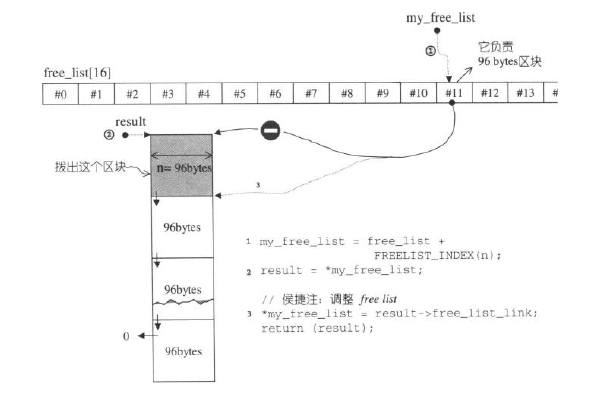 my_free_list
①
它负责
96 bytes区块
free_list[16]
#0 #1 #2 #3 #4 #5 #6 #7 #8 #9 #10 #11 #12 #13 #
result
②
拨出这个区块
n= 96bytes
3
96bytes
96bytes
0
96bytes
1 my_free_list = free_list +
FREELIST_INDEX(n);
2 result = *my_free_list;
// 侯捷注：调整 free list
3 *my_free_list = result->free_list_link;
return (result);